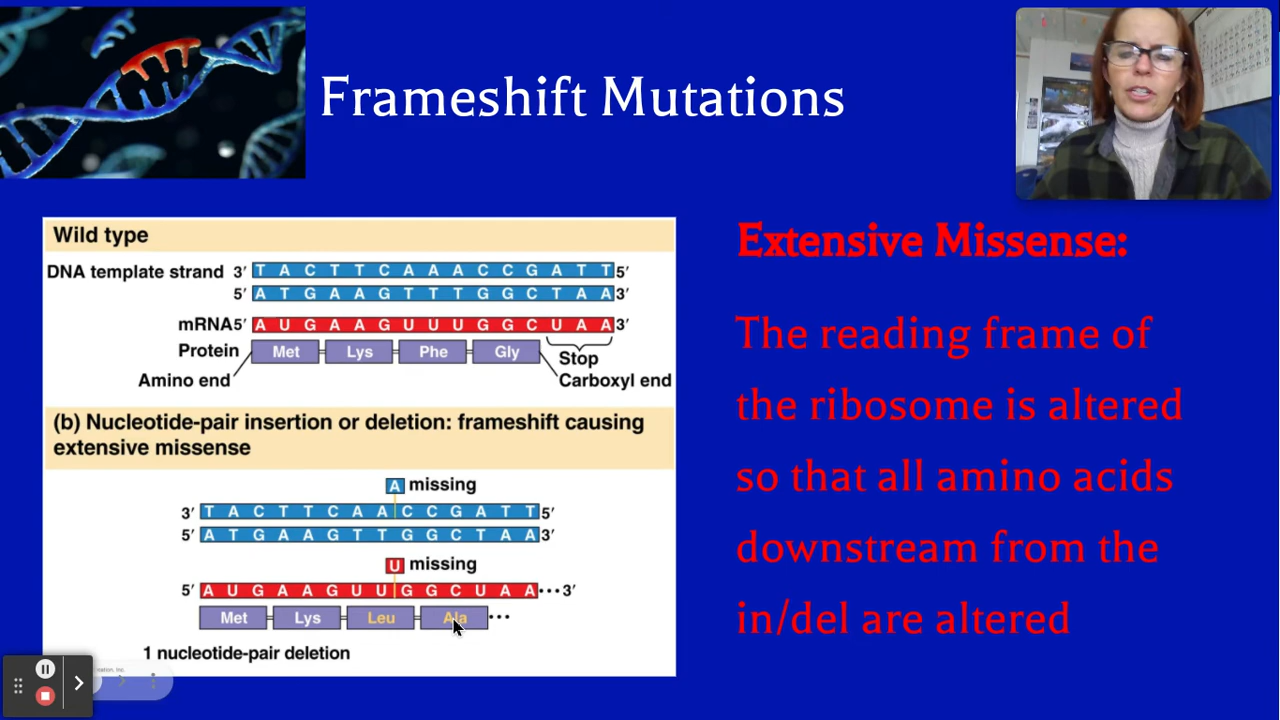 Frameshift Mutations
Wild type
DNA template strand 3′ T A C T T C A A A C C G A T T 5′
5′ A T G A A G T T T G G C T A A 3′
mRNA 5′ A U G A A G U U U G G C U A A 3′
Protein Met Lys Phe Gly Stop
Amino end Carboxyl end
(b) Nucleotide-pair insertion or deletion: frameshift causing
extensive missense
A missing
3′ T A C T T C A A C C G A T T 5′
5′ A T G A A G T T G G C T A A 3′
U missing
5′ A U G A A G U U G G C U A A ••• 3′
Met Lys Leu Ala •••
1 nucleotide-pair deletion
Extensive Missense:
The reading frame of
the ribosome is altered
so that all amino acids
downstream from the
in/del are altered